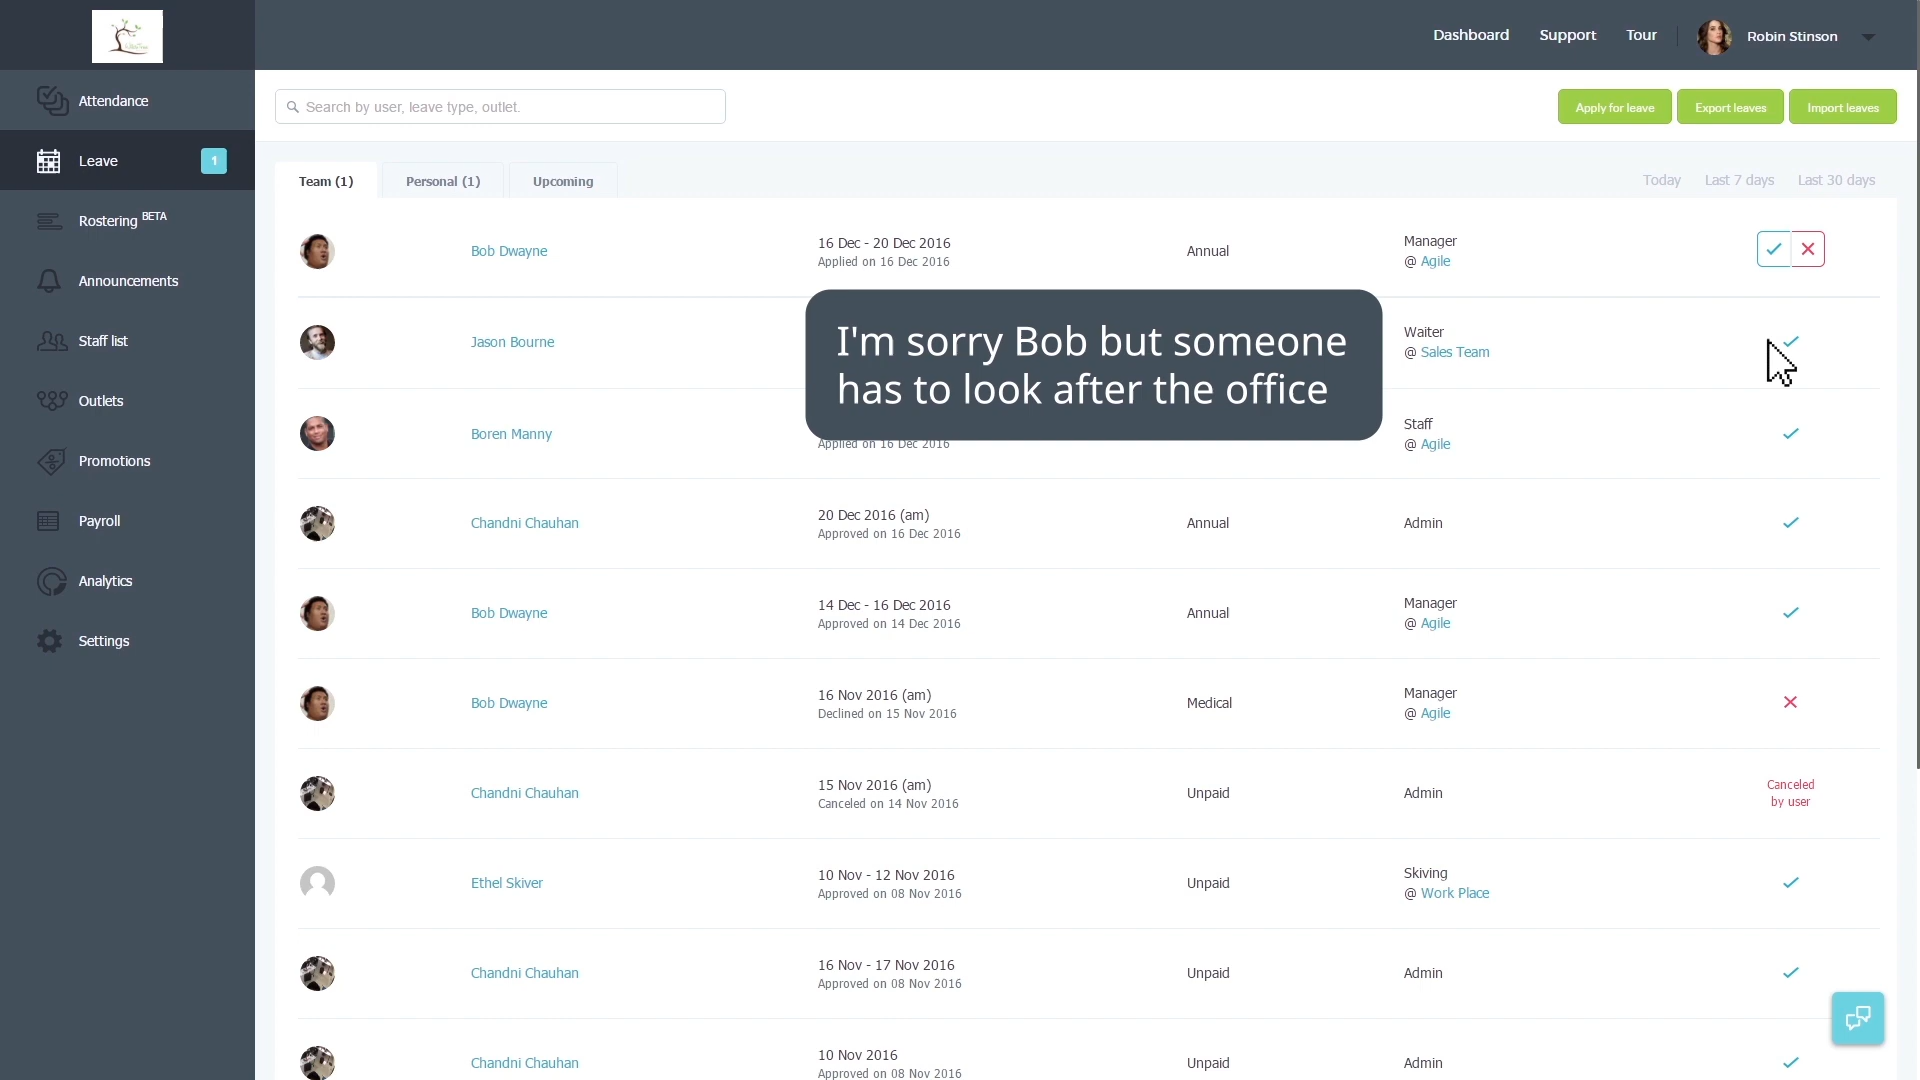 Dashboard
Support
Tour
Robin Stinson
Attendance
Leave
1
Rostering BETA
Announcements
Staff list
Outlets
Promotions
Payroll
Analytics
Settings
Search by user, leave type, outlet.
Apply for leave
Export leaves
Import leaves
Team (1)
Personal (1)
Upcoming
Today
Last 7 days
Last 30 days
Bob Dwayne
16 Dec - 20 Dec 2016
Applied on 16 Dec 2016
Annual
Manager
@ Agile
Jason Bourne
Waiter
@ Sales Team
I'm sorry Bob but someone
has to look after the office
Boren Manny
Applied on 16 Dec 2016
Staff
@ Agile
Chandni Chauhan
20 Dec 2016 (am)
Approved on 16 Dec 2016
Annual
Admin
Bob Dwayne
14 Dec - 16 Dec 2016
Approved on 14 Dec 2016
Annual
Manager
@ Agile
Bob Dwayne
16 Nov 2016 (am)
Declined on 15 Nov 2016
Medical
Manager
@ Agile
Chandni Chauhan
15 Nov 2016 (am)
Canceled on 14 Nov 2016
Unpaid
Admin
Canceled
by user
Ethel Skiver
10 Nov - 12 Nov 2016
Approved on 08 Nov 2016
Unpaid
Skiving
@ Work Place
Chandni Chauhan
16 Nov - 17 Nov 2016
Approved on 08 Nov 2016
Unpaid
Admin
Chandni Chauhan
10 Nov 2016
Approved on 08 Nov 2016
Unpaid
Admin